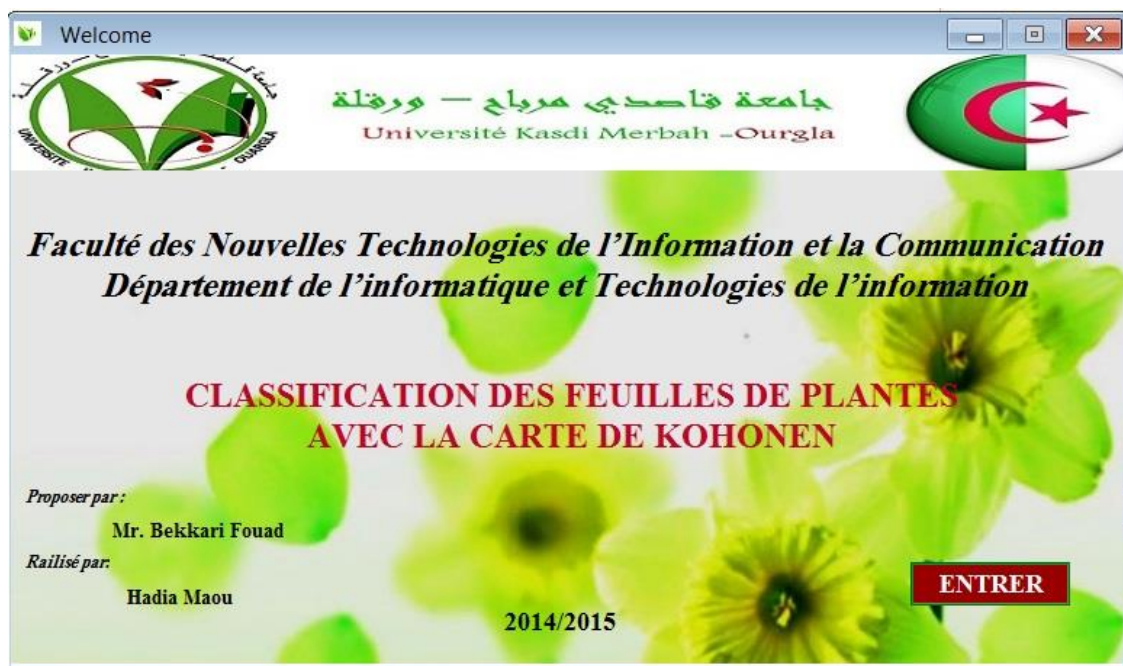 Welcome
جامعة قاصدي مرباح – ورقلة
Université Kasdi Merbah -Ourgla
UNIVERSITE
OUARGLA
Faculté des Nouvelles Technologies de l'Information et la Communication
Département de l'informatique et Technologies de l'information
CLASSIFICATION DES FEUILLES DE PLANTES
AVEC LA CARTE DE KOHONEN
Proposer par :
Mr. Bekkari Fouad
Railisé par:
Hadia Maou
ENTRER
2014/2015